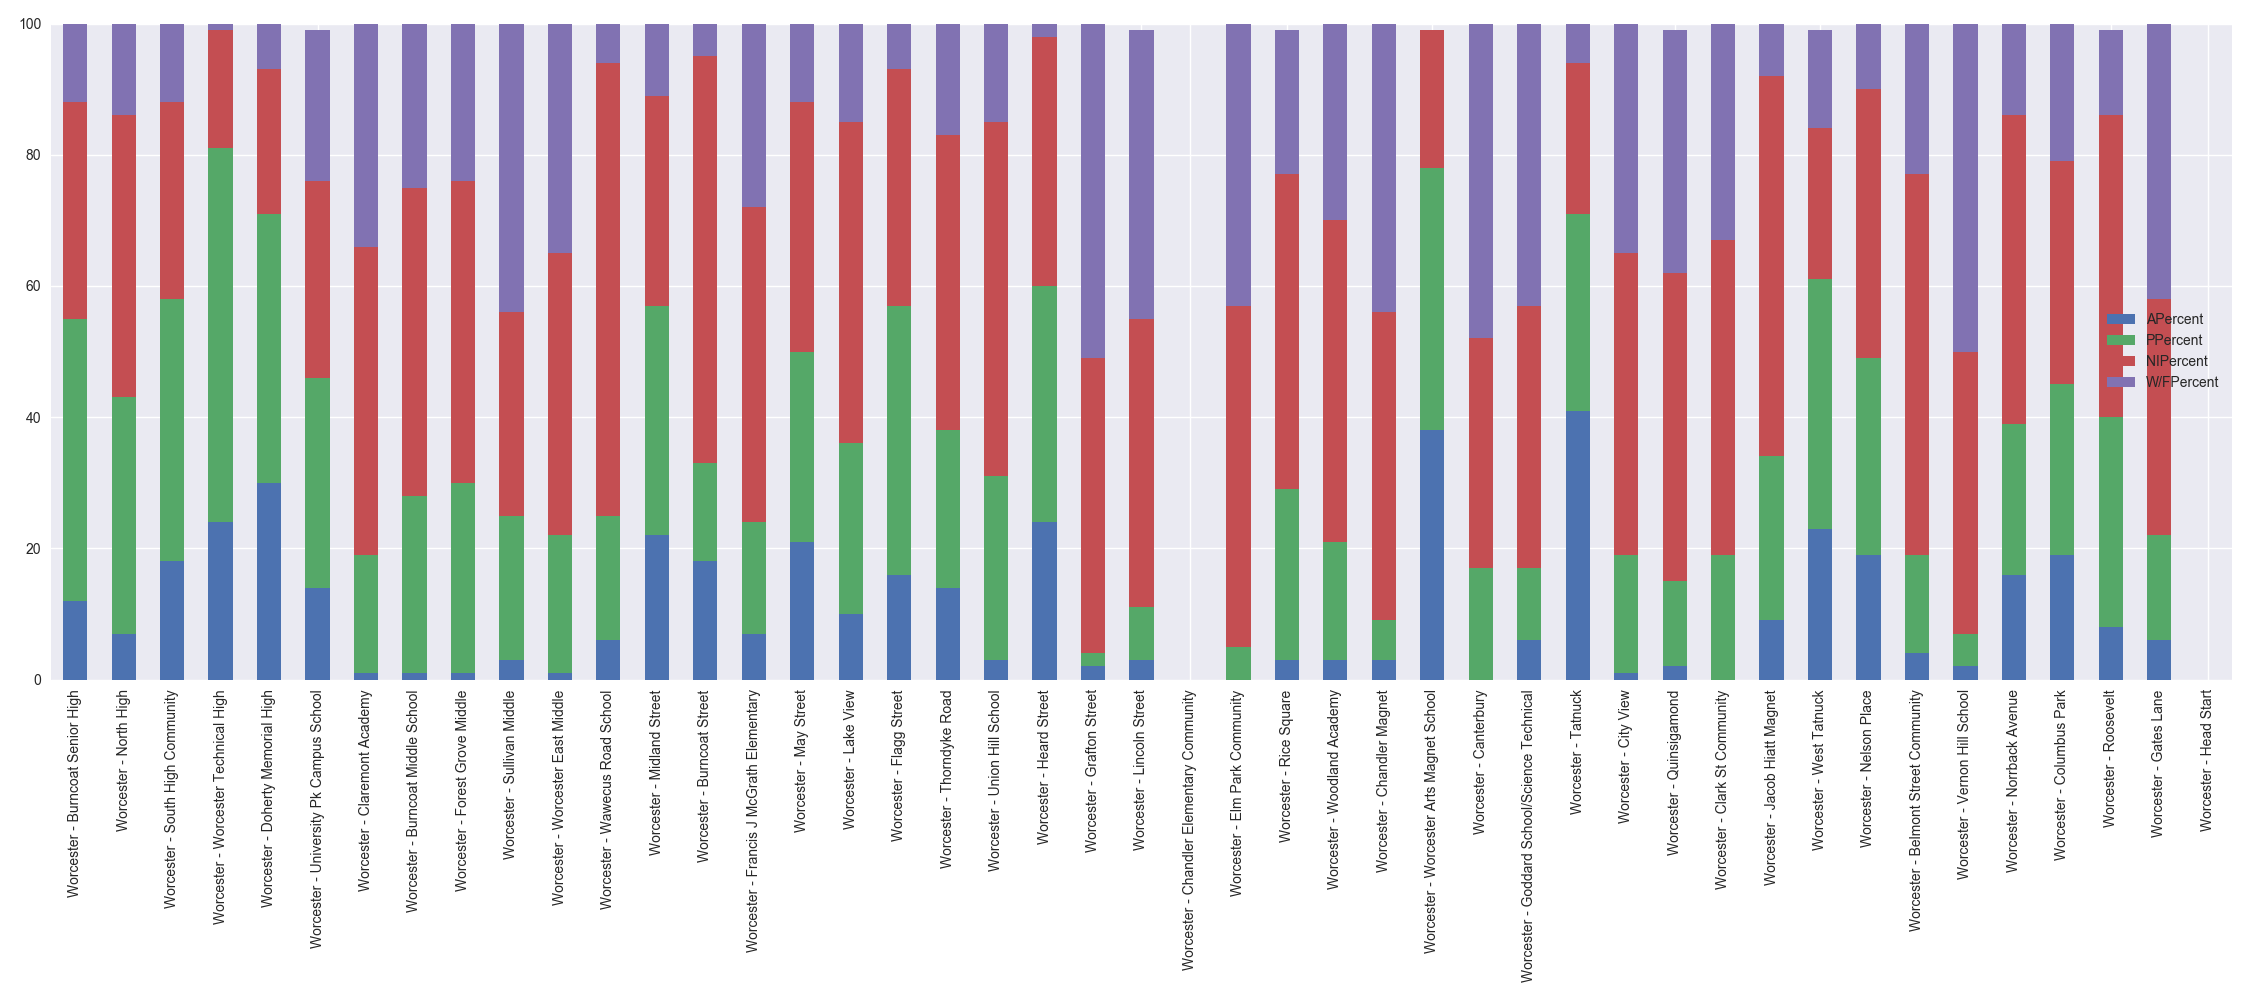 100
80
60
40
20
0
APercent
PPercent
NIPercent
W/FPercent
Worcester - Burncoat Senior High
Worcester - North High
Worcester - South High Community
Worcester - Worcester Technical High
Worcester - Doherty Memorial High
Worcester - University Pk Campus School
Worcester - Claremont Academy
Worcester - Burncoat Middle School
Worcester - Forest Grove Middle
Worcester - Sullivan Middle
Worcester - Worcester East Middle
Worcester - Wawecus Road School
Worcester - Midland Street
Worcester - Burncoat Street
Worcester - Francis J McGrath Elementary
Worcester - May Street
Worcester - Lake View
Worcester - Flagg Street
Worcester - Thorndyke Road
Worcester - Union Hill School
Worcester - Heard Street
Worcester - Grafton Street
Worcester - Lincoln Street
Worcester - Chandler Elementary Community
Worcester - Elm Park Community
Worcester - Rice Square
Worcester - Woodland Academy
Worcester - Chandler Magnet
Worcester - Worcester Arts Magnet School
Worcester - Canterbury
Worcester - Goddard School/Science Technical
Worcester - Tatnuck
Worcester - City View
Worcester - Quinsigamond
Worcester - Clark St Community
Worcester - Jacob Hiatt Magnet
Worcester - West Tatnuck
Worcester - Nelson Place
Worcester - Belmont Street Community
Worcester - Vernon Hill School
Worcester - Norrback Avenue
Worcester - Columbus Park
Worcester - Roosevelt
Worcester - Gates Lane
Worcester - Head Start